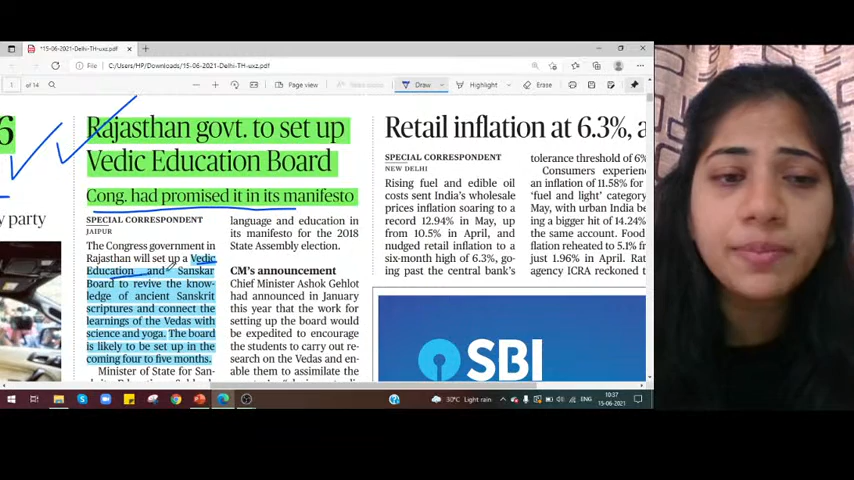 *15-06-2021-Delhi-TH-uxz.pdf
File
C:/Users/HP/Downloads/15-06-2021-Delhi-TH-uxz.pdf
1
of 14
Page view
Draw
Highlight
Erase
6
y party
Rajasthan govt. to set up
Vedic Education Board
Cong. had promised it in its manifesto
SPECIAL CORRESPONDENT
JAIPUR
The Congress government in
Rajasthan will set up a Vedic
Education and Sanskar
Board to revive the know-
ledge of ancient Sanskrit
scriptures and connect the
learnings of the Vedas with
science and yoga. The board
is likely to be set up in the
coming four to five months.
Minister of State for San-
language and education in
its manifesto for the 2018
State Assembly election.
CM's announcement
Chief Minister Ashok Gehlot
had announced in January
this year that the work for
setting up the board would
be expedited to encourage
the students to carry out re-
search on the Vedas and en-
able them to assimilate the
Retail inflation at 6.3%, a
SPECIAL CORRESPONDENT
NEW DELHI
Rising fuel and edible oil
costs sent India's wholesale
prices inflation soaring to a
record 12.94% in May, up
from 10.5% in April, and
nudged retail inflation to a
six-month high of 6.3%, go-
ing past the central bank's
tolerance threshold of 6%
Consumers experien
an inflation of 11.58% for
'fuel and light' category
May, with urban India be
ing a bigger hit of 14.24%
the same account. Food
flation reheated to 5.1% fr
just 1.96% in April. Rat
agency ICRA reckoned t
SBI
30°C Light rain
ENG
10:37
15-06-2021